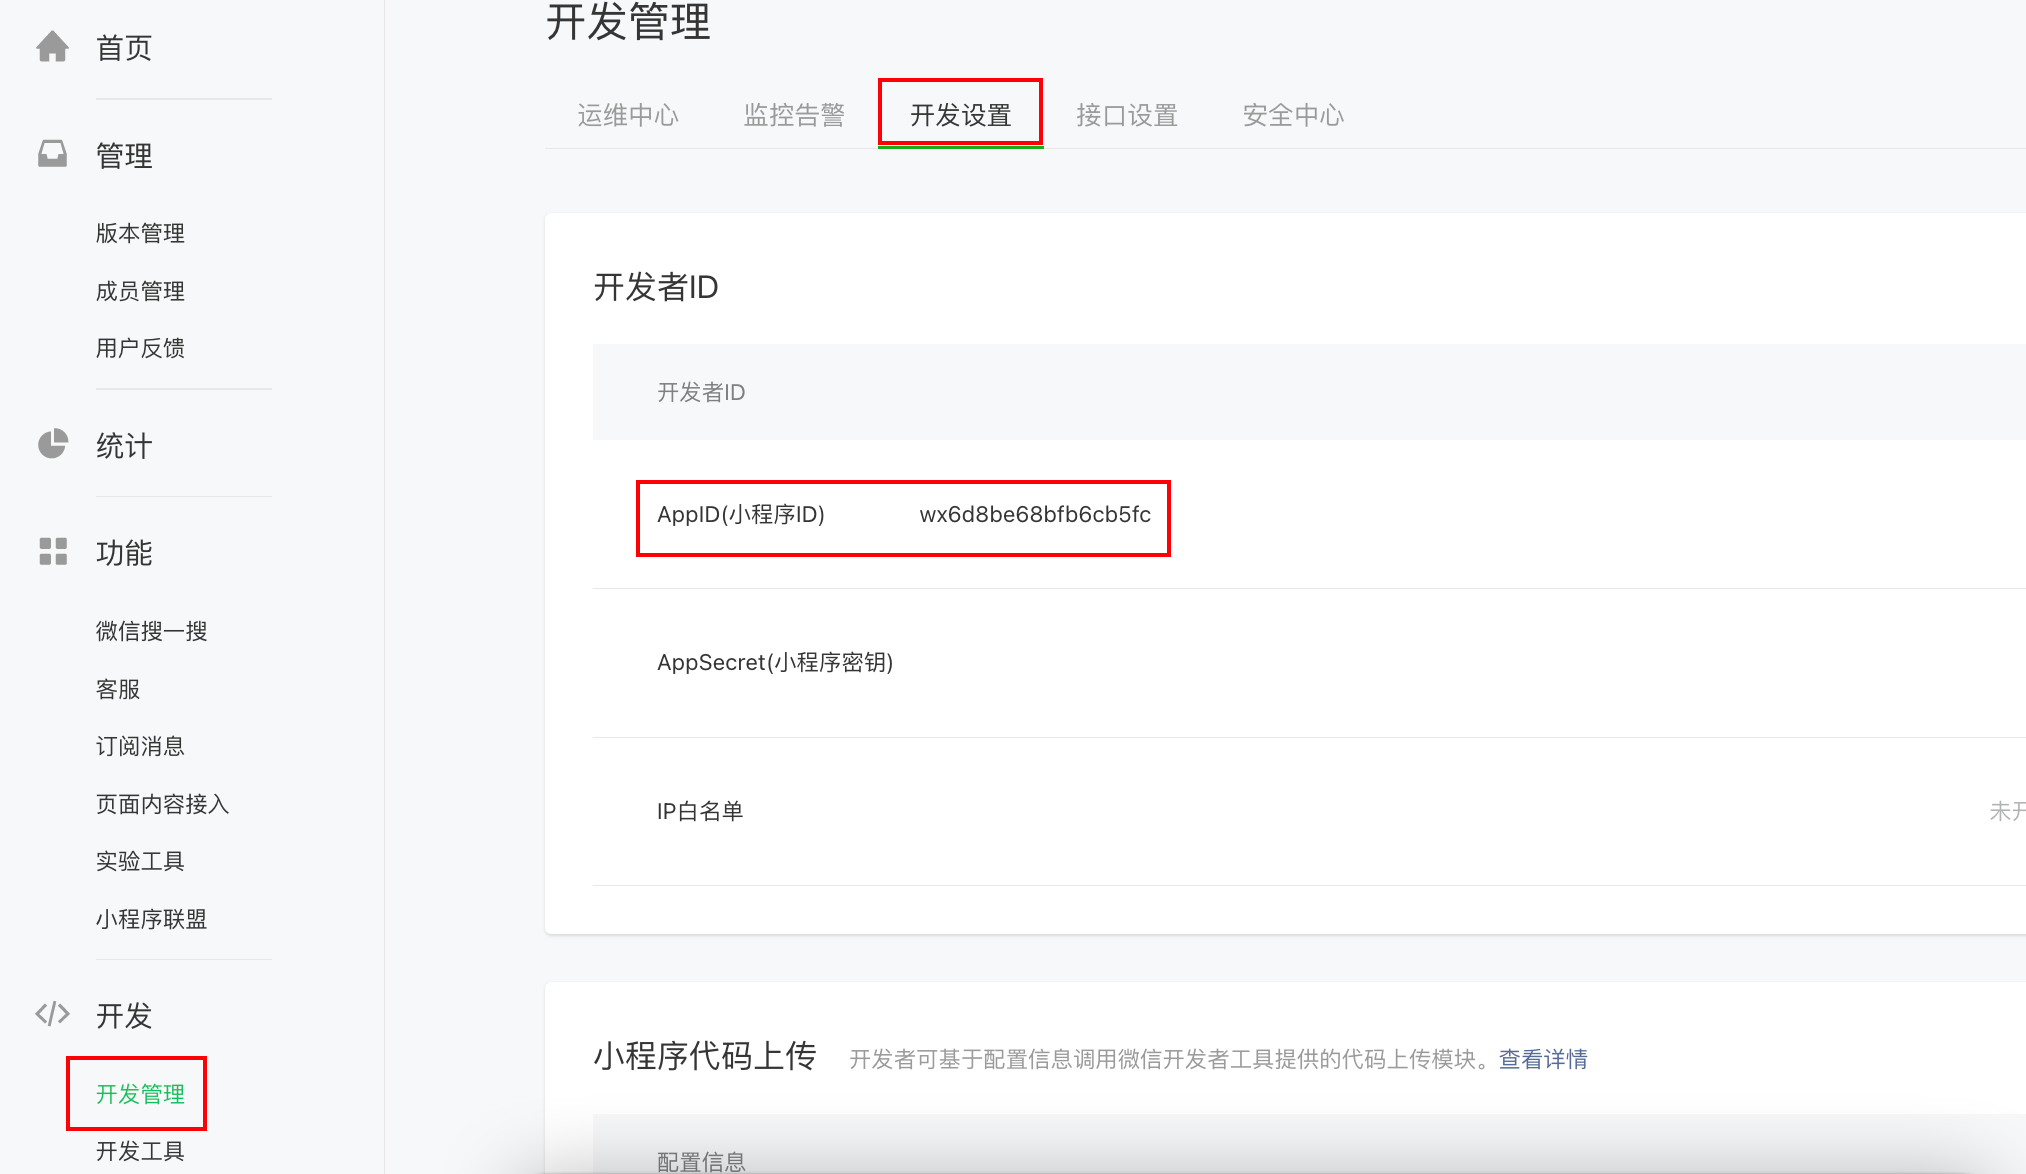 首页
管理
版本管理
成员管理
用户反馈
统计
功能
微信搜一搜
客服
订阅消息
页面内容接入
实验工具
小程序联盟
开发
开发管理
开发工具
开发管理
运维中心 监控告警 开发设置 接口设置 安全中心
开发者ID
开发者ID
AppID(小程序ID) wx6d8be68bfb6cb5fc
AppSecret(小程序密钥)
IP白名单 未开
小程序代码上传 开发者可基于配置信息调用微信开发者工具提供的代码上传模块。查看详情
配置信息